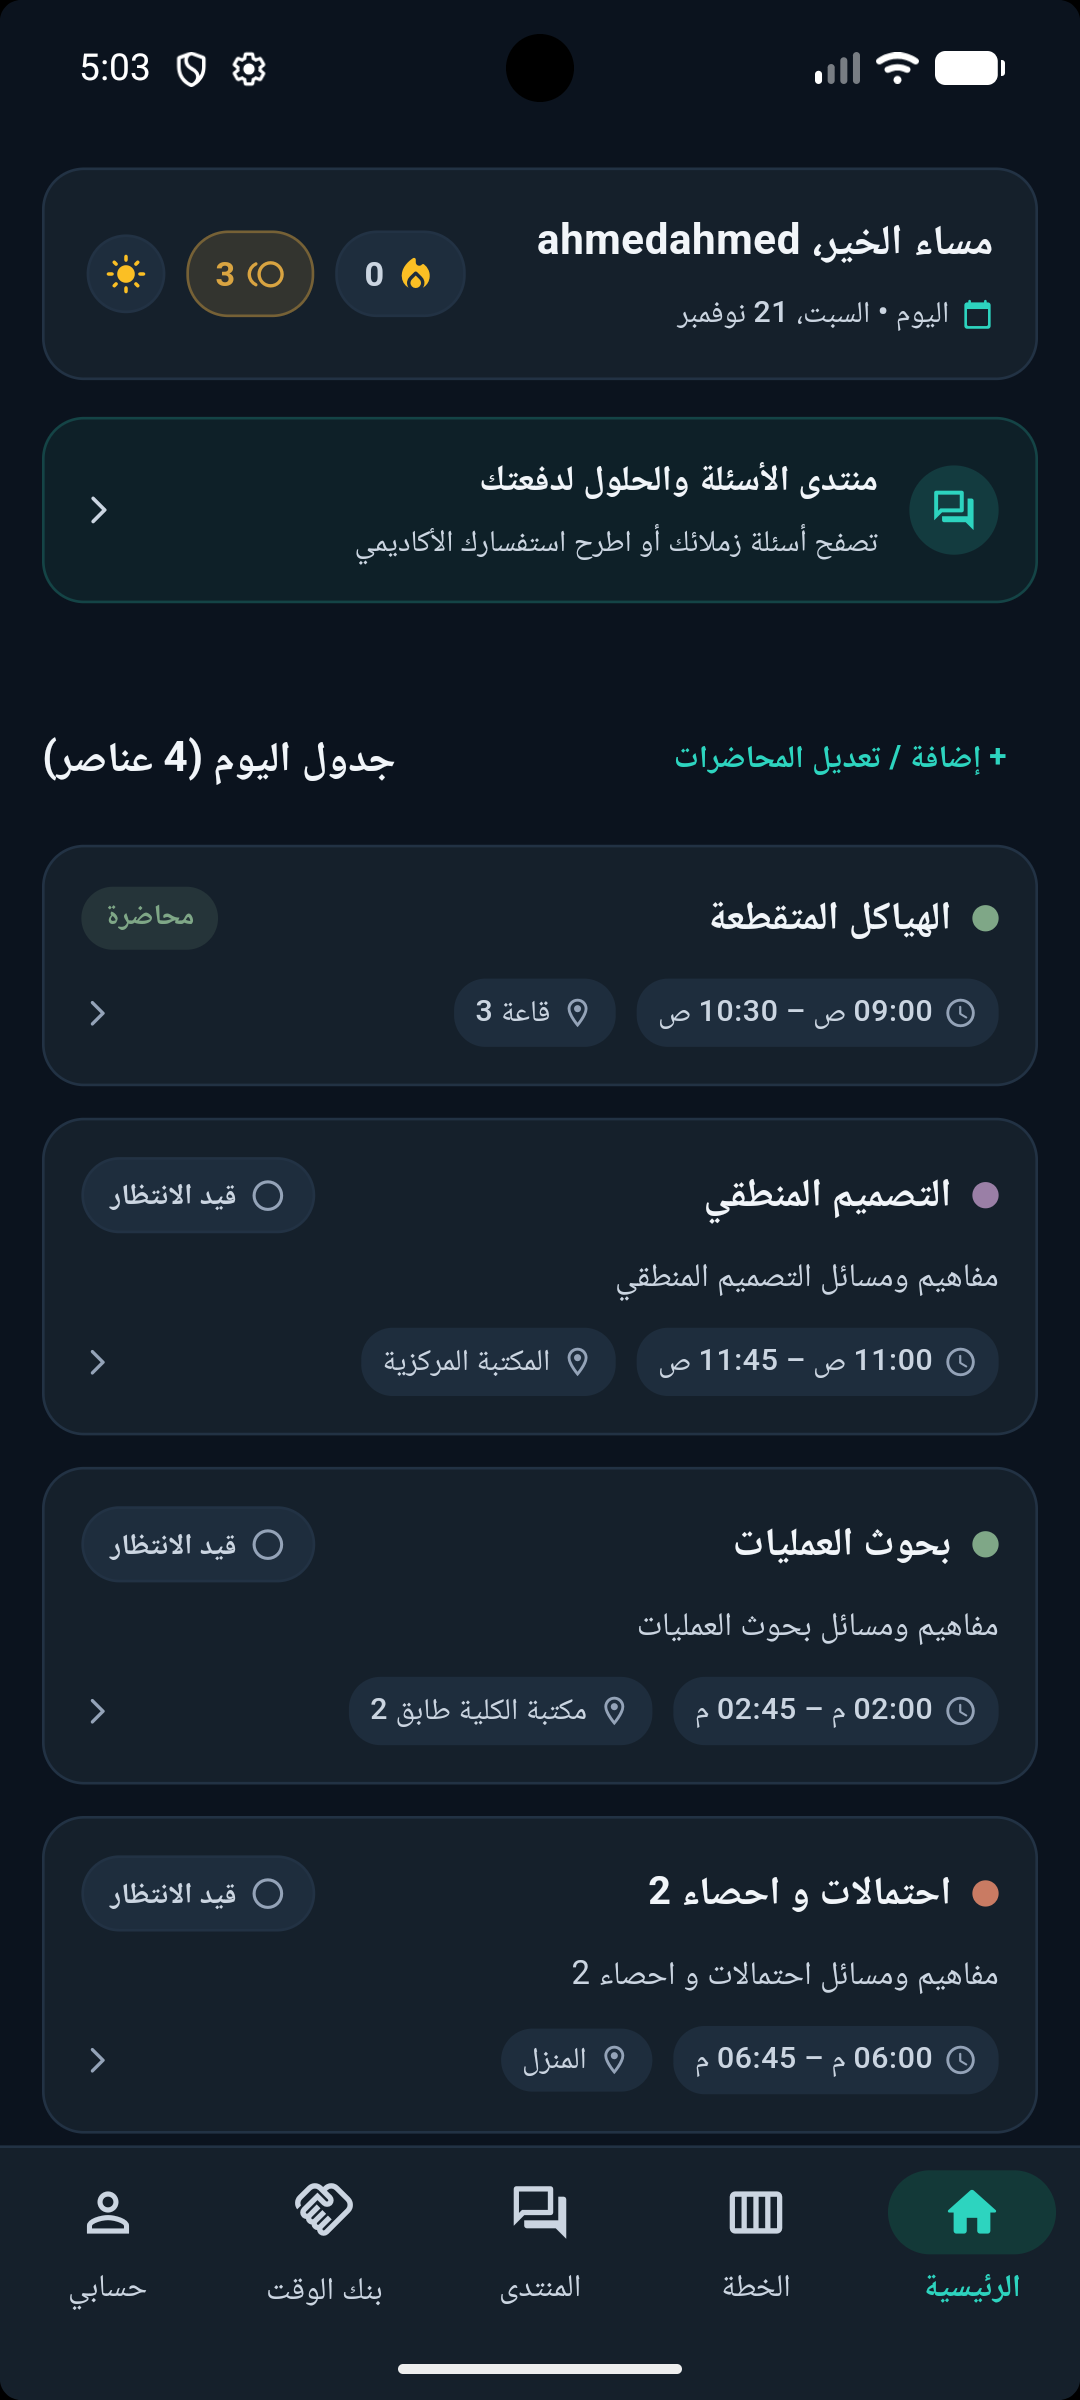 5:03
مساء الخير، ahmedahmed
اليوم • السبت، 21 نوفمبر
0
3
منتدى الأسئلة والحلول لدفعتك
تصفح أسئلة زملائك أو اطرح استفسارك الأكاديمي
+ إضافة / تعديل المحاضرات
جدول اليوم (4 عناصر)
الهياكل المتقطعة
محاضرة
09:00 ص – 10:30 ص
قاعة 3
التصميم المنطقي
قيد الانتظار
مفاهيم ومسائل التصميم المنطقي
11:00 ص – 11:45 ص
المكتبة المركزية
بحوث العمليات
قيد الانتظار
مفاهيم ومسائل بحوث العمليات
02:00 م – 02:45 م
مكتبة الكلية طابق 2
احتمالات و احصاء 2
قيد الانتظار
مفاهيم ومسائل احتمالات و احصاء 2
06:00 م – 06:45 م
المنزل
الرئيسية
الخطة
المنتدى
بنك الوقت
حسابي